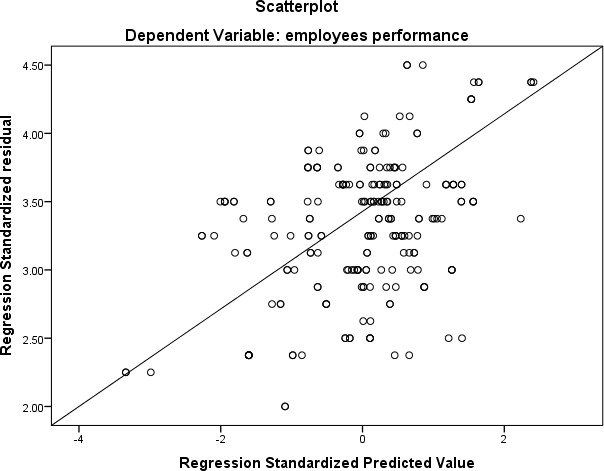 Scatterplot
Dependent Variable: employees performance
Regression Standardized residual
4.50
4.00
3.50
3.00
2.50
2.00
-4
-2
0
2
Regression Standardized Predicted Value